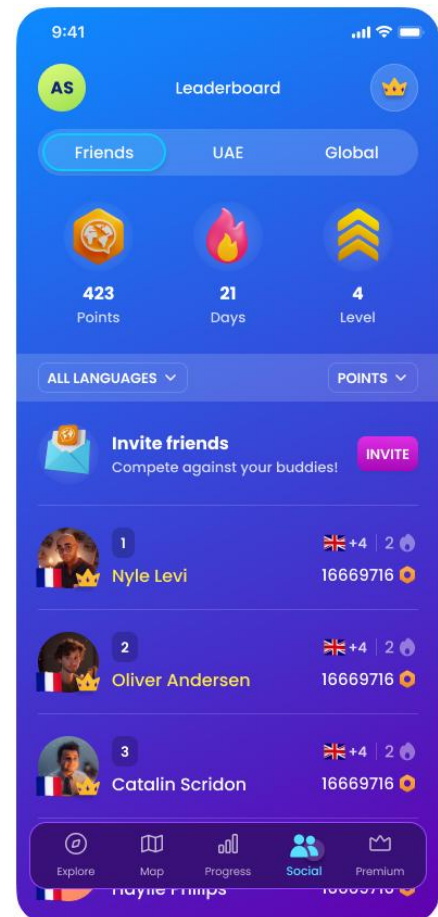 9:41
AS
Leaderboard
Friends
UAE
Global
423
21
4
Points
Days
Level
ALL LANGUAGES
POINTS
Invite friends
Compete against your buddies!
INVITE
1
+4 | 2
Nyle Levi
16669716
2
+4 | 2
Oliver Andersen
16669716
3
+4 | 2
Catalin Scridon
16669716
Explore
Map
Progress
Social
Premium